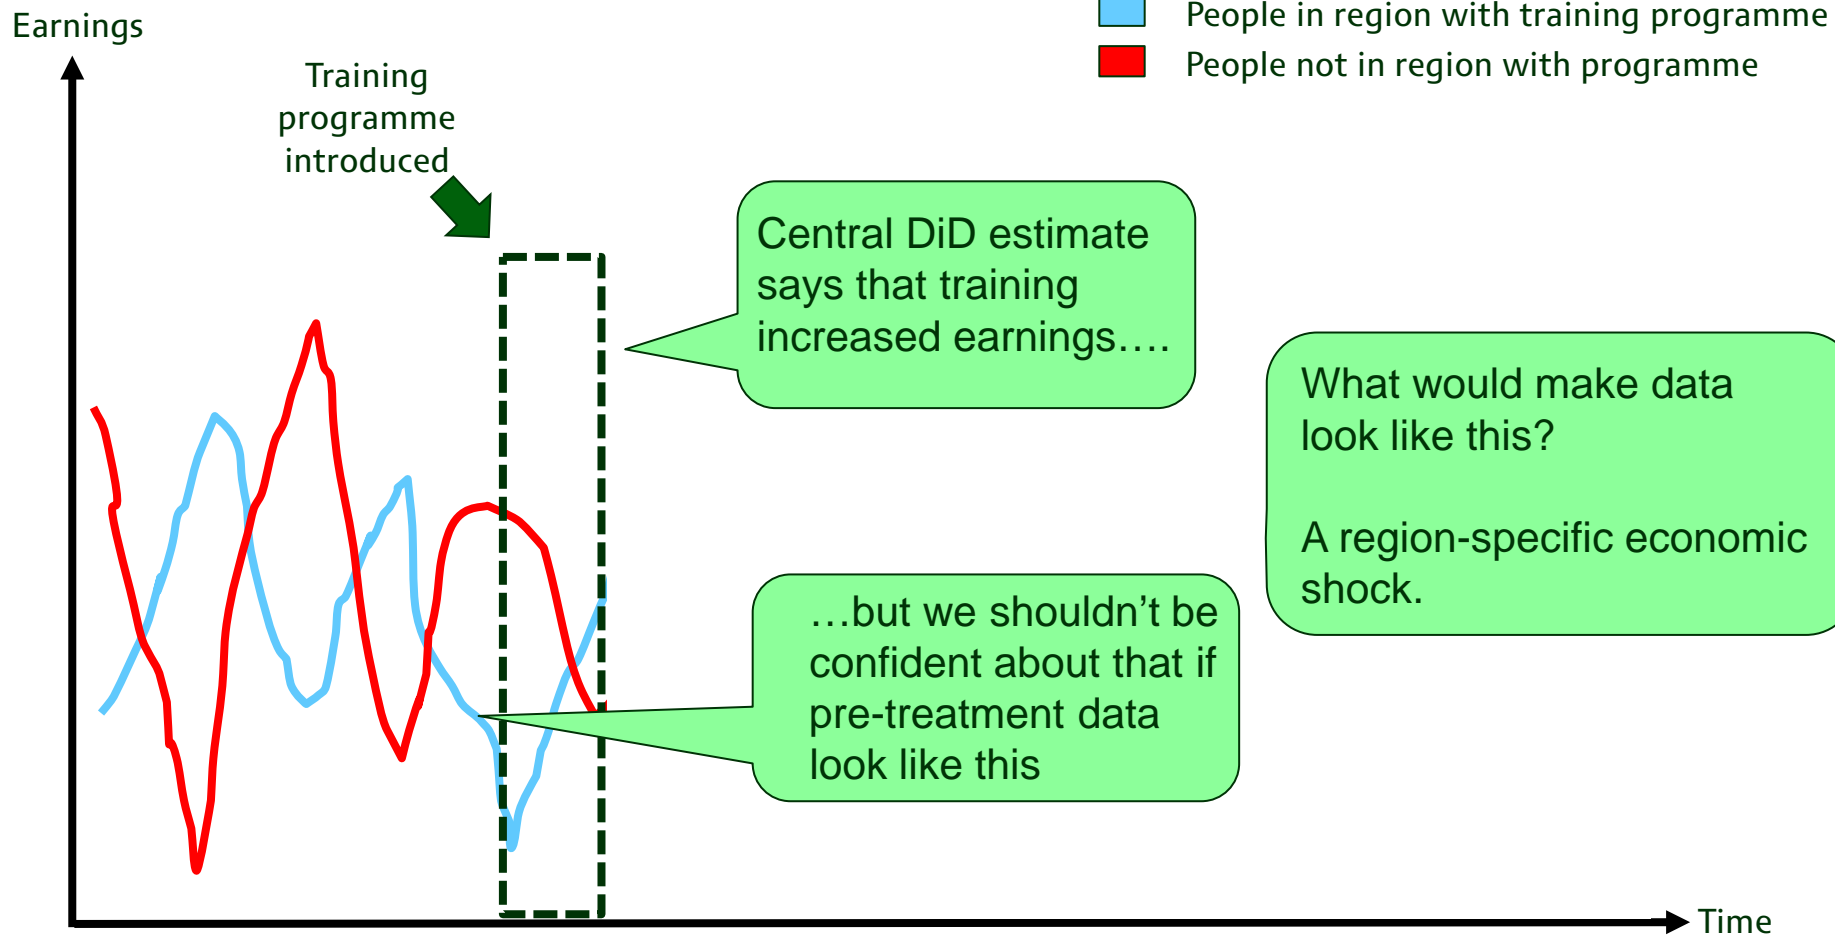 Earnings
People in region with training programme
People not in region with programme
Training
programme
introduced
Central DiD estimate
says that training
increased earnings….
What would make data
look like this?
A region-specific economic
shock.
…but we shouldn’t be
confident about that if
pre-treatment data
look like this
Time